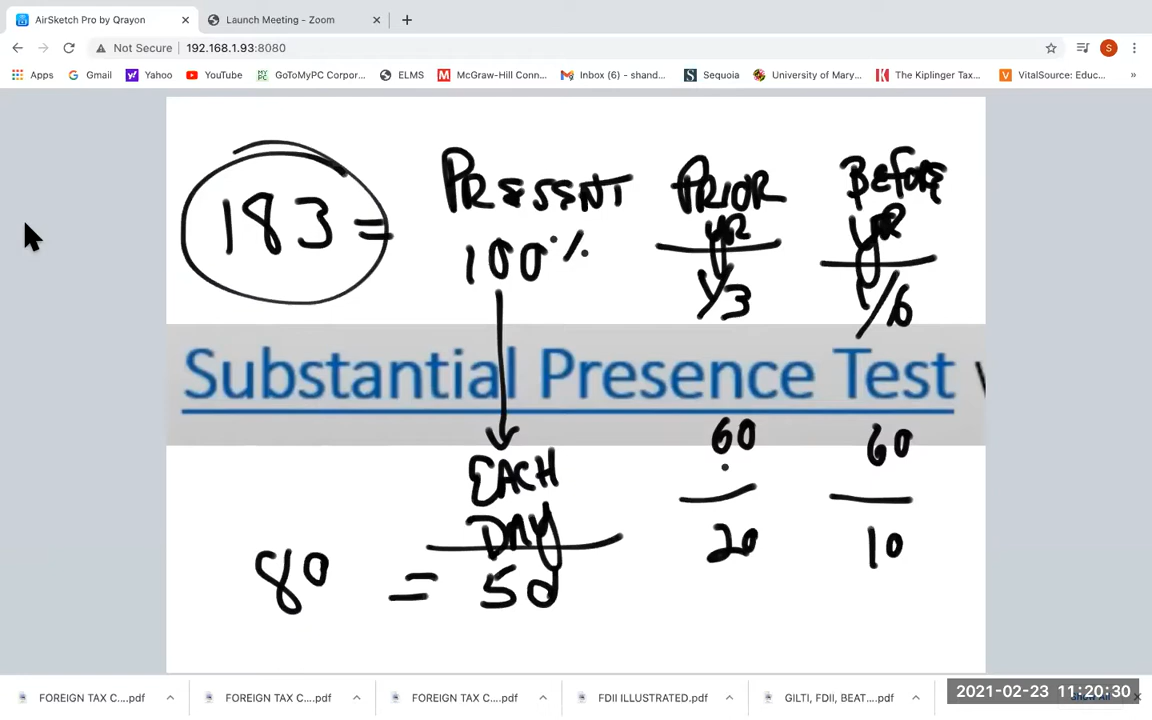 AirSketch Pro by Qrayon
Launch Meeting - Zoom
Not Secure 192.168.1.93:8080
Apps Gmail Yahoo YouTube GoToMyPC Corpor... ELMS McGraw-Hill Conn... Inbox (6) - shand... Sequoia University of Mary... The Kiplinger Tax... VitalSource: Educ... »
183 = PRESENT PRIOR YR BEFORE YR
100% 1/3 1/6
Substantial Presence Test
EACH DAY 60 60
80 = 50 20 10
FOREIGN TAX C....pdf FOREIGN TAX C....pdf FOREIGN TAX C....pdf FDII ILLUSTRATED.pdf GILTI, FDII, BEAT....pdf
2021-02-23 11:20:30